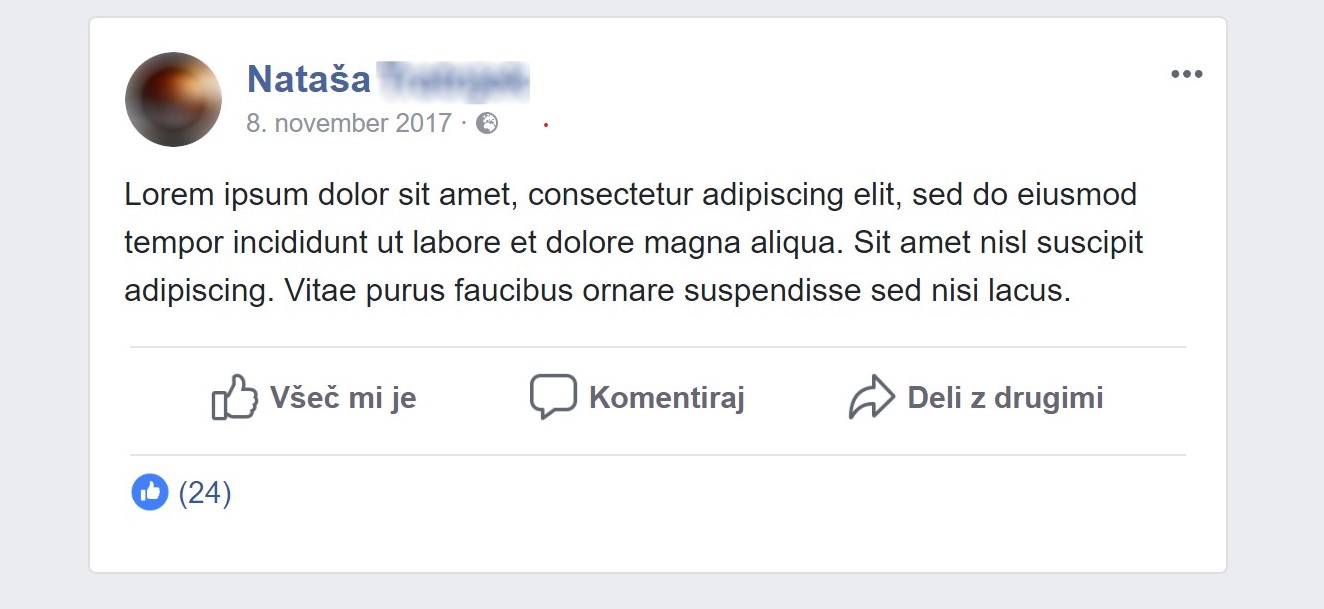 Nataša
8. november 2017 ·
Lorem ipsum dolor sit amet, consectetur adipiscing elit, sed do eiusmod
tempor incididunt ut labore et dolore magna aliqua. Sit amet nisl suscipit
adipiscing. Vitae purus faucibus ornare suspendisse sed nisi lacus.
Všeč mi je Komentiraj Deli z drugimi
(24)